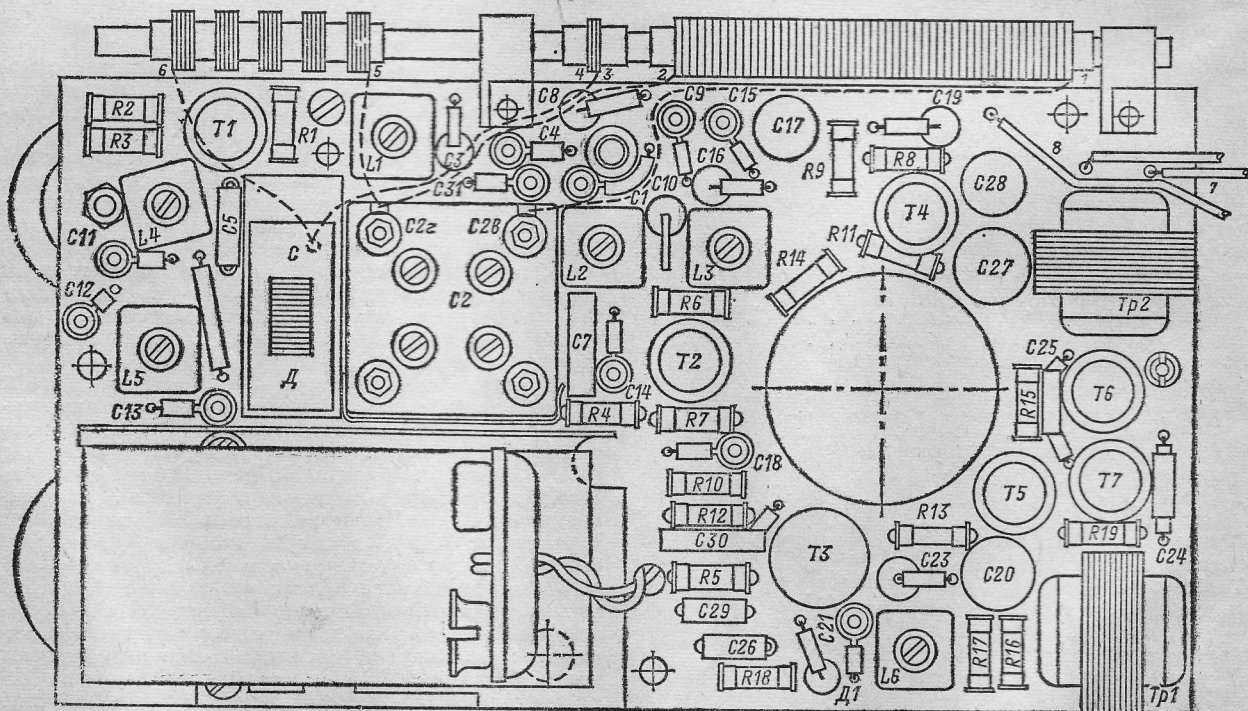 6
5
4
3
2
1
R2
R3
T1
R1
L1
C3
C8
C4
C31
C9
C15
C16
C17
R9
C19
R8
8
7
C28
T4
C11
L4
C5
C
C2г
C2В
C2
C1
C10
L2
L3
R14
R11
C27
Тр2
C12
L5
Д
C7
R6
T2
C14
C13
R4
R7
C25
R15
T6
C18
R10
R12
C30
T5
T7
R13
R19
C24
T3
R5
C29
C23
C20
C26
R18
C21
Д1
L6
R17
R16
Тр1